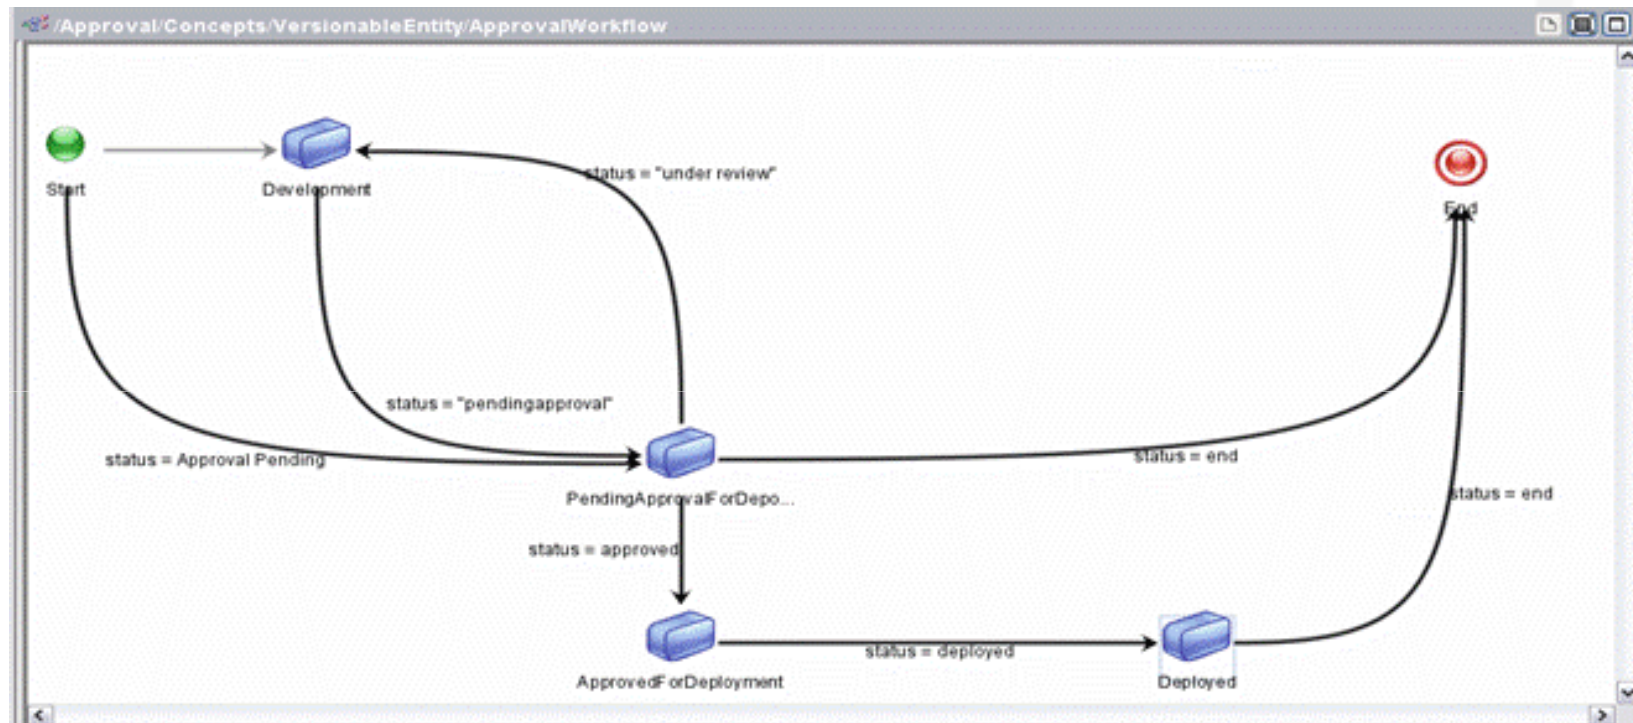 /Approval/Concepts/VersionableEntity/ApprovalWorkflow
status = "under review"
Start
Development
End
status = "pendingapproval"
status = Approval Pending
status = end
PendingApprovalForDepo...
status = end
status = approved
status = deployed
ApprovedForDeployment
Deployed